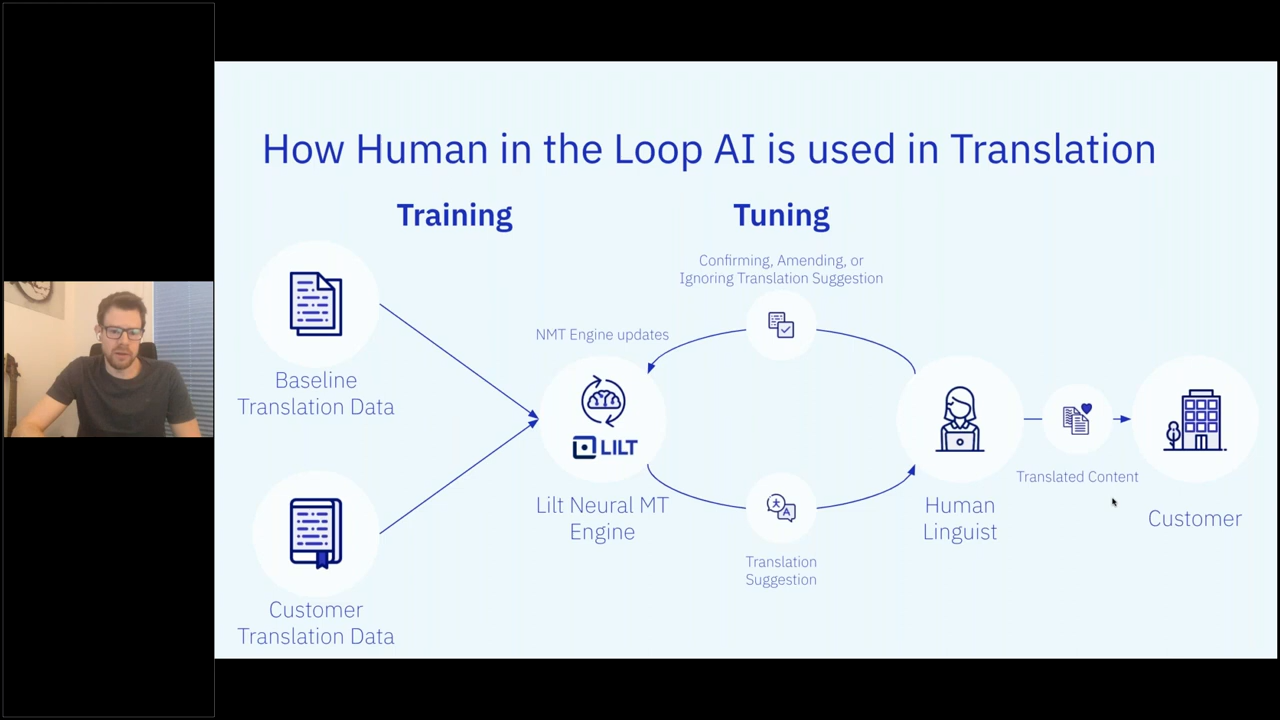 How Human in the Loop AI is used in Translation
Training
Tuning
Confirming, Amending, or
Ignoring Translation Suggestion
NMT Engine updates
Baseline
Translation Data
LILT
Lilt Neural MT
Engine
Translation
Suggestion
Human
Linguist
Translated Content
Customer
Customer
Translation Data